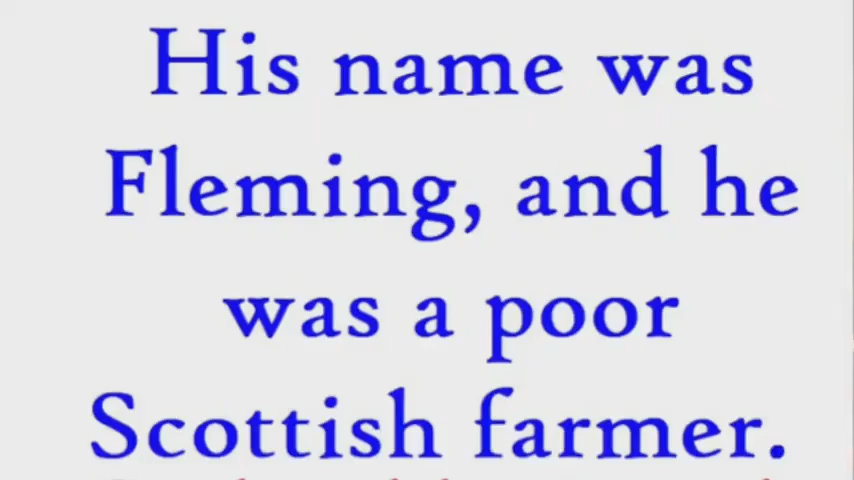 His name was
Fleming, and he
was a poor
Scottish farmer.